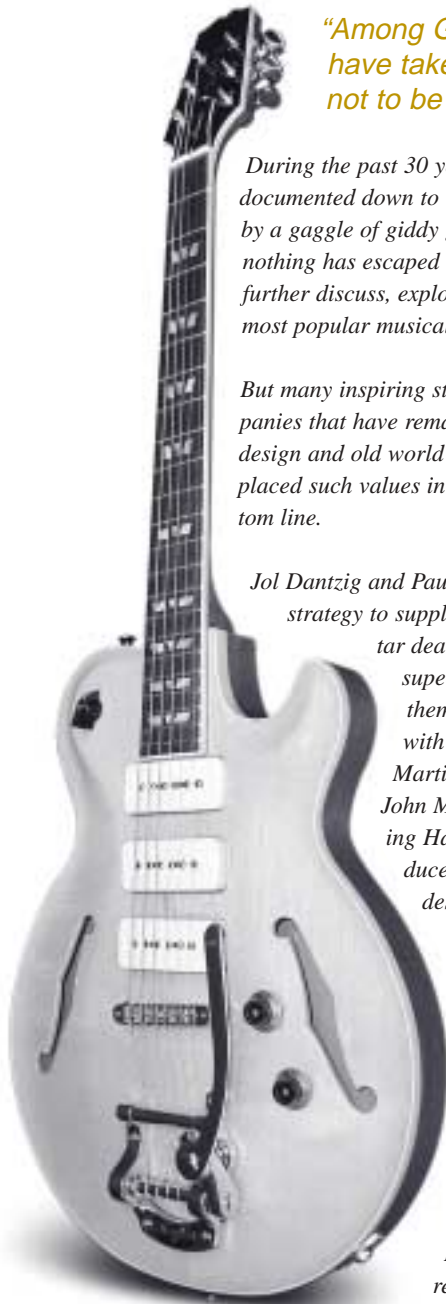 “Among G
have take
not to be
During the past 30 y
documented down to
by a gaggle of giddy
nothing has escaped
further discuss, explo
most popular musica
But many inspiring st
panies that have rema
design and old world
placed such values in
tom line.
Jol Dantzig and Pau
strategy to suppl
tar dea
supe
them
with
Marti
John M
ing Ha
duce
de
re